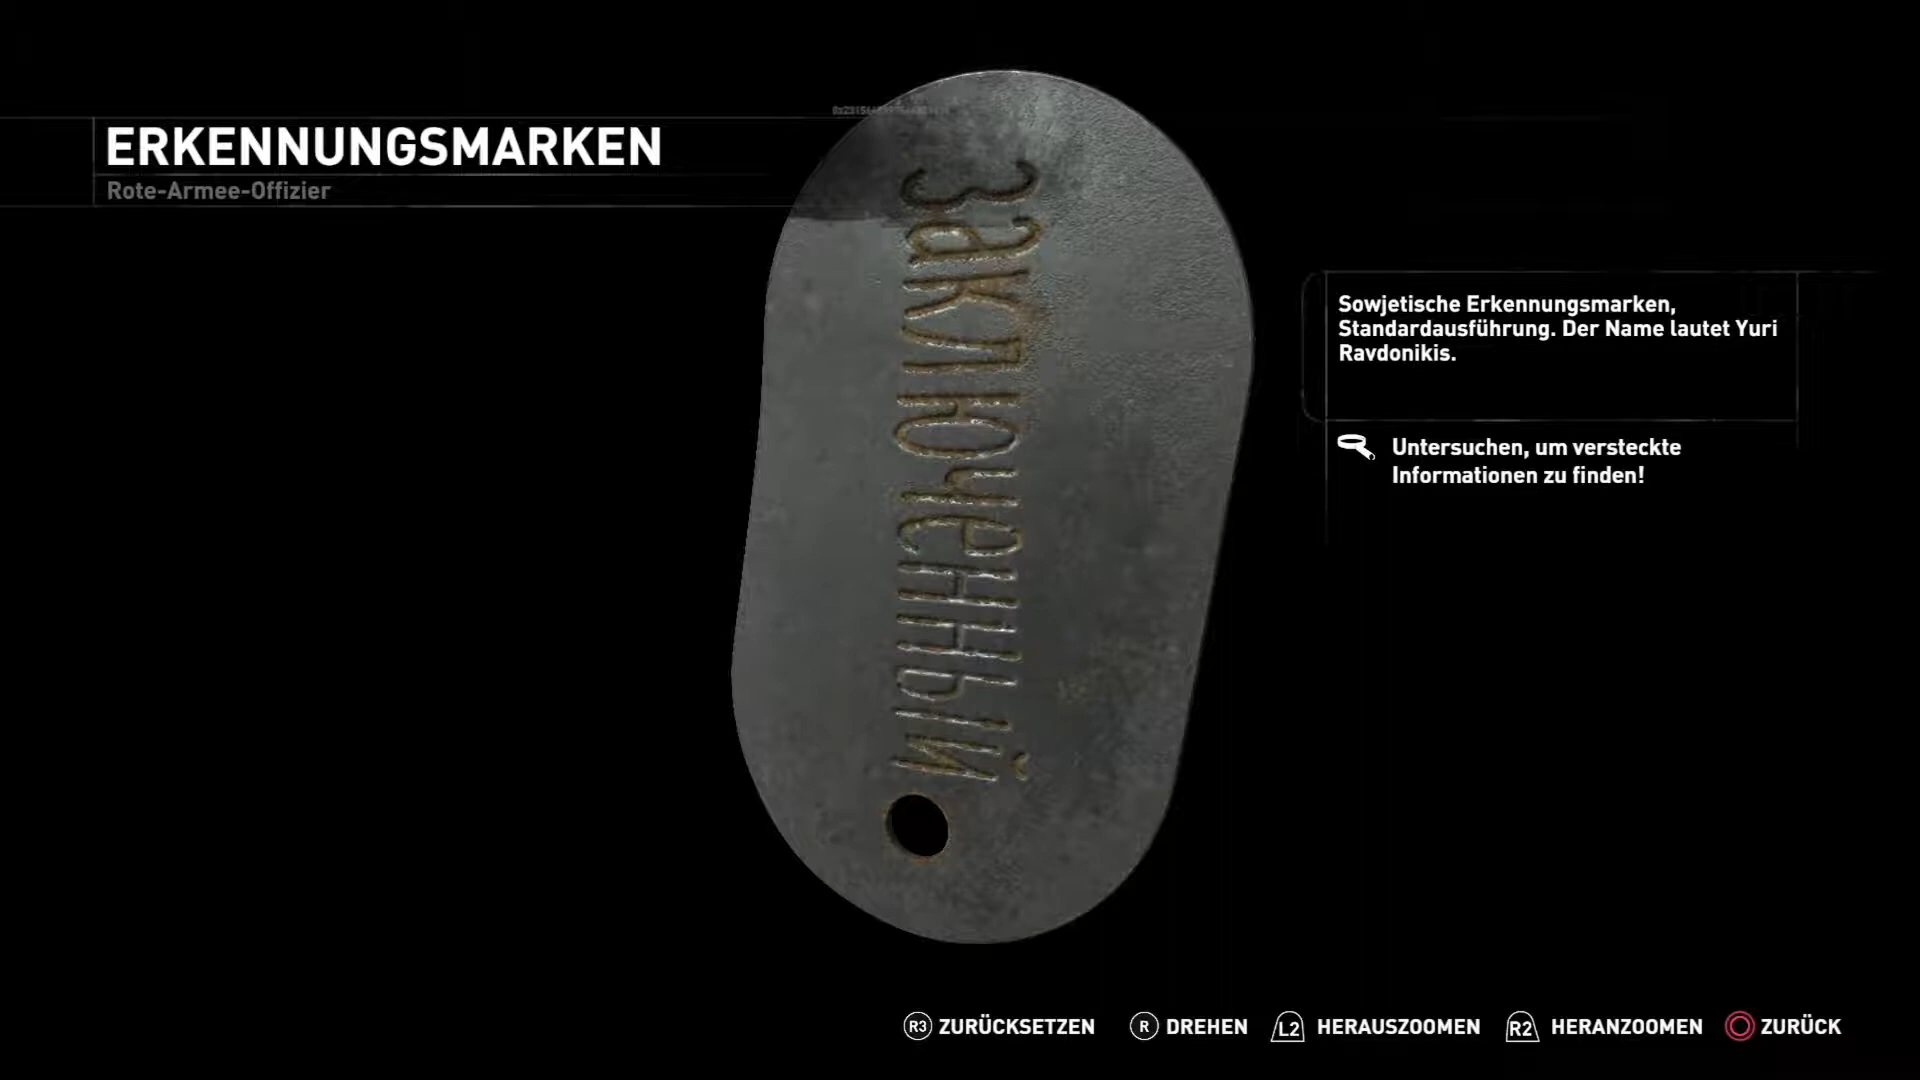 ERKENNUNGSMARKEN
Rote-Armee-Offizier
заключенный
Sowjetische Erkennungsmarken,
Standardausführung. Der Name lautet Yuri
Ravdonikis.
Untersuchen, um versteckte
Informationen zu finden!
R3 ZURÜCKSETZEN R DREHEN L2 HERAUSZOOMEN R2 HERANZOOMEN ZURÜCK